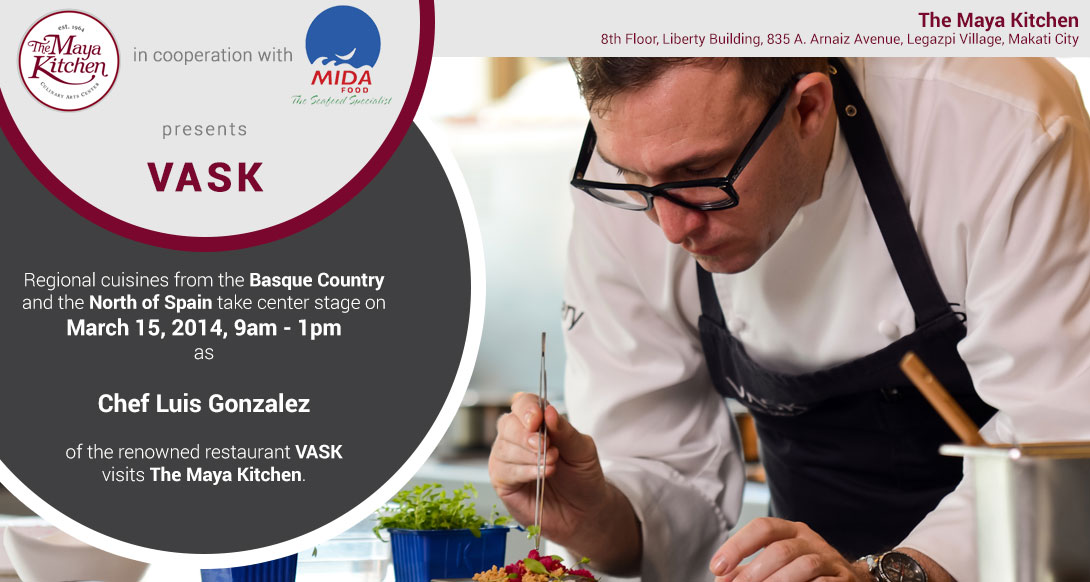 est. 1964
The Maya
Kitchen
CULINARY ARTS CENTER
in cooperation with
MIDA
FOOD
The Seafood Specialist
presents
VASK
The Maya Kitchen
8th Floor, Liberty Building, 835 A. Arnaiz Avenue, Legazpi Village, Makati City
Regional cuisines from the Basque Country
and the North of Spain take center stage on
March 15, 2014, 9am - 1pm
as
Chef Luis Gonzalez
of the renowned restaurant VASK
visits The Maya Kitchen.
VASK